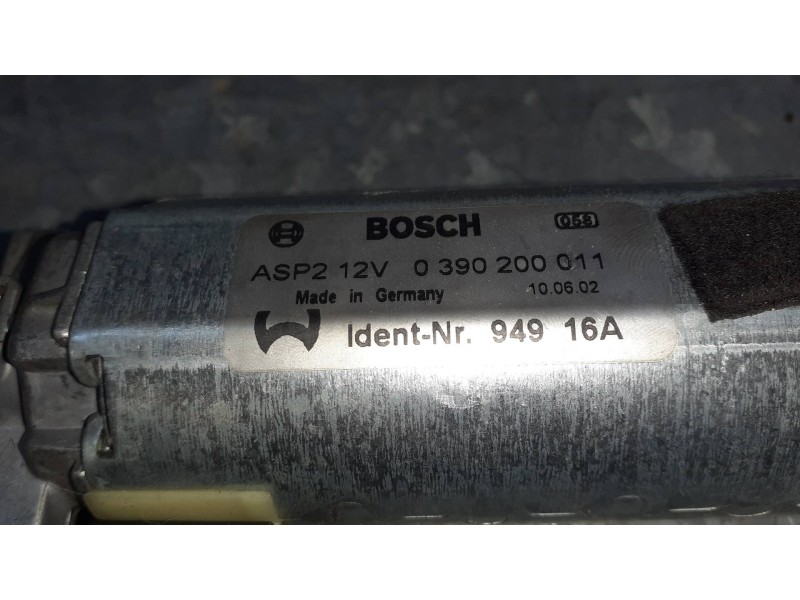 BOSCH 058
ASP2 12V 0 390 200 011
Made in Germany 10.06.02
Ident-Nr. 949 16A